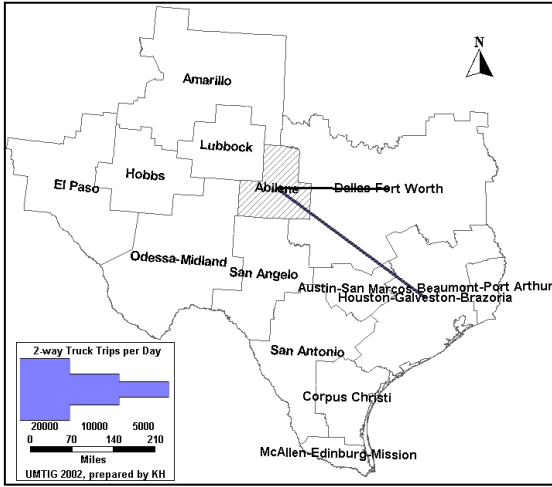 N
Amarillo
Lubbock
Hobbs
El Paso
Abilene
Dallas-Fort Worth
Odessa-Midland
San Angelo
Austin-San Marcos
Beaumont-Port Arthur
Houston-Galveston-Brazoria
San Antonio
Corpus Christi
McAllen-Edinburg-Mission
2-way Truck Trips per Day
20000 10000 5000
0 70 140 210
Miles
UMTIG 2002, prepared by KH